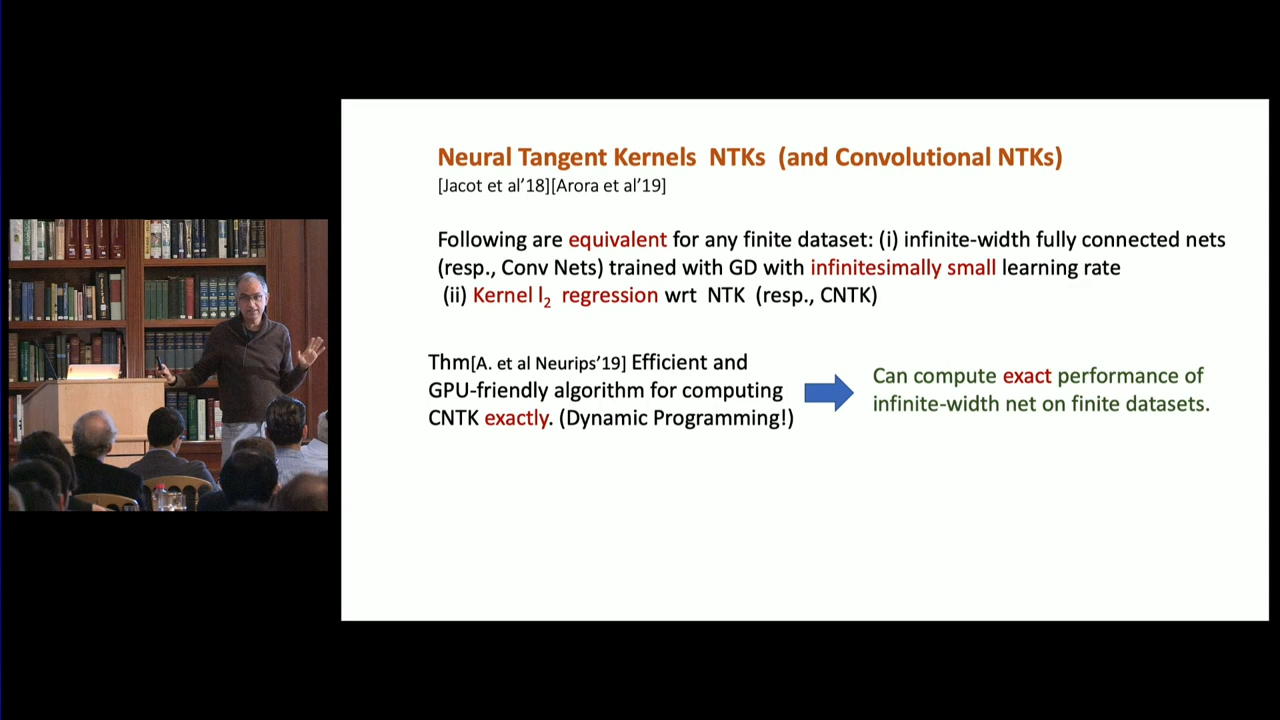 Neural Tangent Kernels NTKs (and Convolutional NTKs)
[Jacot et al'18][Arora et al'19]
Following are equivalent for any finite dataset: (i) infinite-width fully connected nets
(resp., Conv Nets) trained with GD with infinitesimally small learning rate
(ii) Kernel l2 regression wrt NTK (resp., CNTK)
Thm[A. et al Neurips'19] Efficient and
GPU-friendly algorithm for computing
CNTK exactly. (Dynamic Programming!)
Can compute exact performance of
infinite-width net on finite datasets.